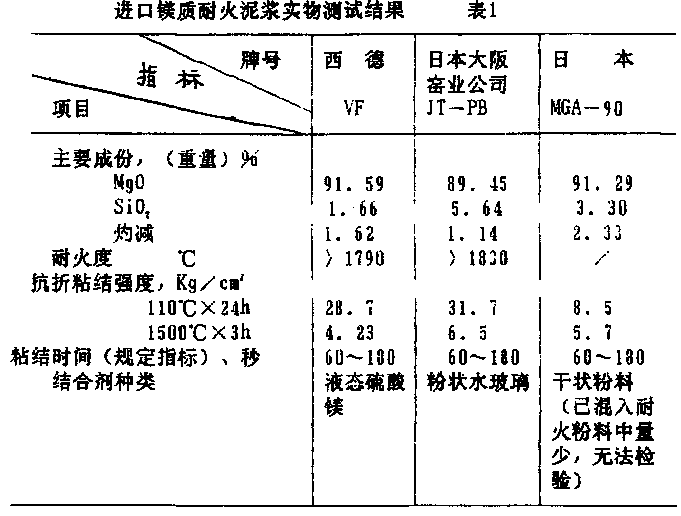 进口镁质耐火泥浆实物测试结果 表1
牌号 西 德 日本大阪 日 本
指 标 窑业公司
项目 VF JT-PB MGA-90
主要成份，（重量）%
MgO 91.59 89.45 91.29
SiO₂ 1.66 5.64 3.30
灼减 1.62 1.14 2.33
耐火度 ℃ 〉1790 〉1830 /
抗折粘结强度，Kg/cm²
110℃×24h 28.7 31.7 8.5
1500℃×3h 4.23 6.5 5.7
粘结时间（规定指标）、秒 60~180 60~180 60~180
结合剂种类 液态硫酸 粉状水玻璃 干状粉料
镁 （已混入耐
火粉料中量
少，无法检
验）